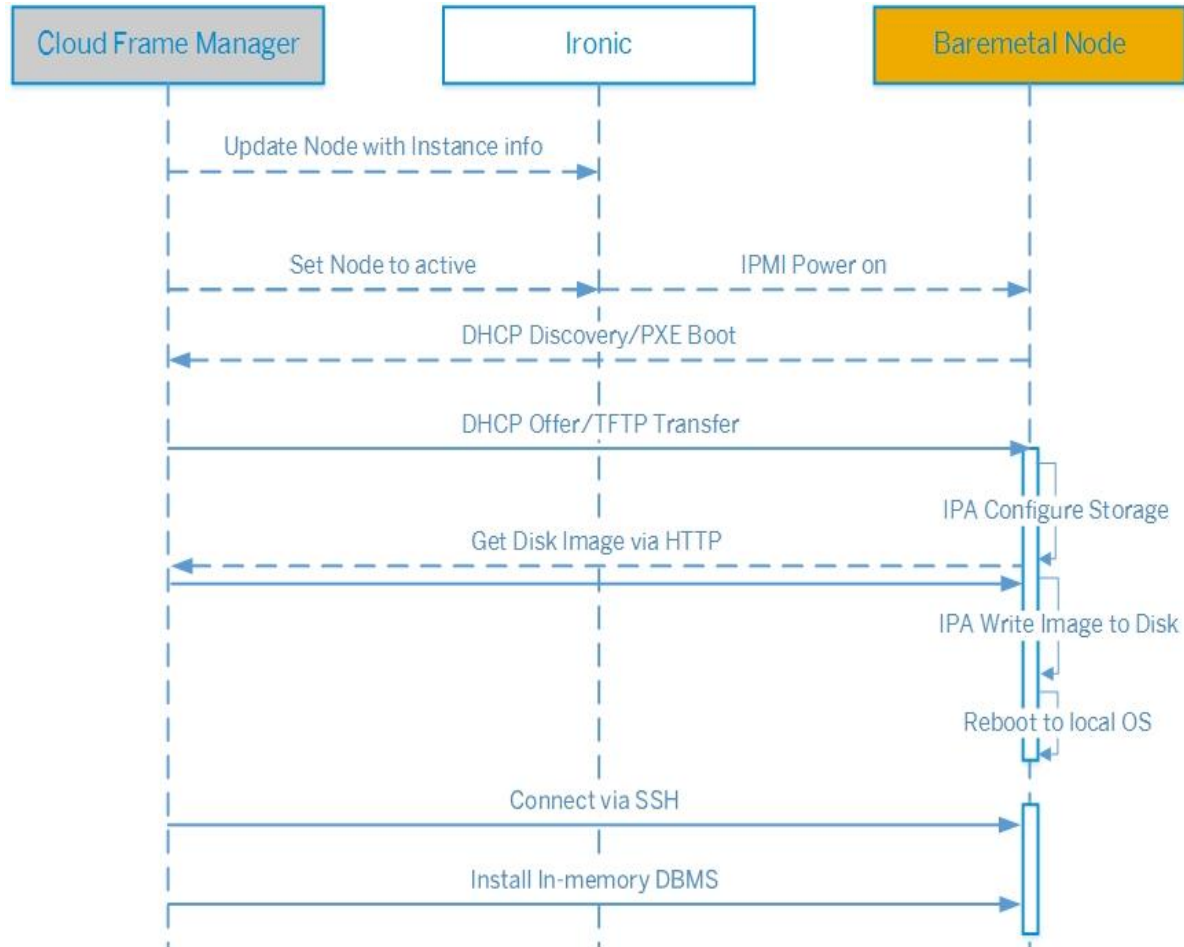 Cloud Frame Manager
Ironic
Baremetal Node
Update Node with Instance info
Set Node to active
IPMI Power on
DHCP Discovery/PXE Boot
DHCP Offer/TFTP Transfer
IPA Configure Storage
Get Disk Image via HTTP
IPA Write Image to Disk
Reboot to local OS
Connect via SSH
Install In-memory DBMS